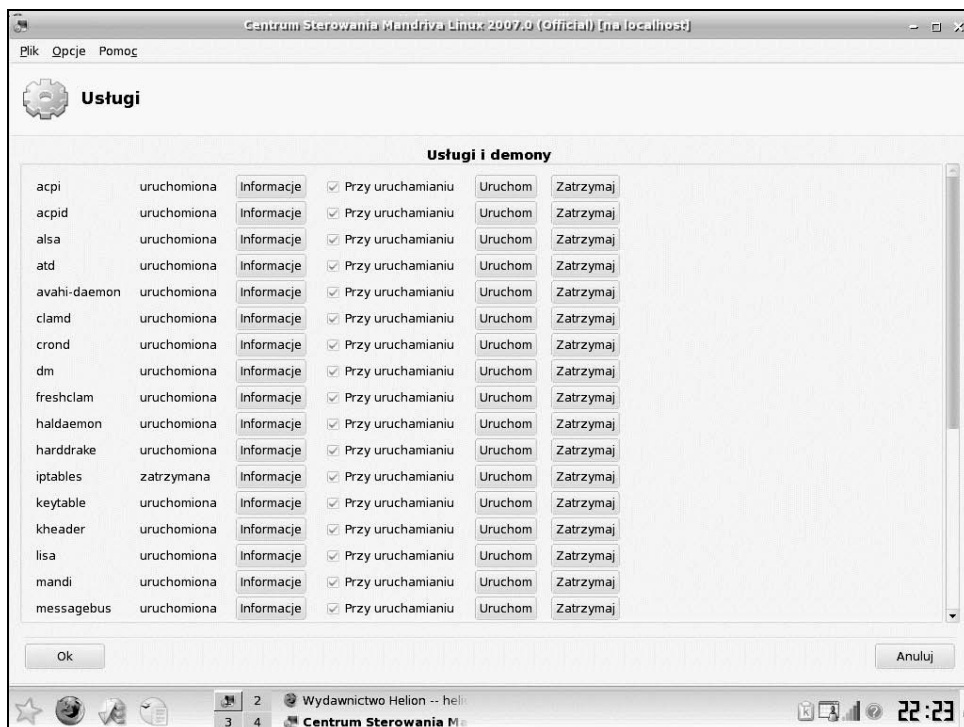 Centrum Sterowania Mandriva Linux 2007.0 (Official) [na localhost]
Plik Opcje Pomoc
Usługi
Usługi i demony
acpi uruchomiona Informacje Przy uruchamianiu Uruchom Zatrzymaj
acpid uruchomiona Informacje Przy uruchamianiu Uruchom Zatrzymaj
alsa uruchomiona Informacje Przy uruchamianiu Uruchom Zatrzymaj
atd uruchomiona Informacje Przy uruchamianiu Uruchom Zatrzymaj
avahi-daemon uruchomiona Informacje Przy uruchamianiu Uruchom Zatrzymaj
clamd uruchomiona Informacje Przy uruchamianiu Uruchom Zatrzymaj
crond uruchomiona Informacje Przy uruchamianiu Uruchom Zatrzymaj
dm uruchomiona Informacje Przy uruchamianiu Uruchom Zatrzymaj
freshclam uruchomiona Informacje Przy uruchamianiu Uruchom Zatrzymaj
haldaemon uruchomiona Informacje Przy uruchamianiu Uruchom Zatrzymaj
harddrake uruchomiona Informacje Przy uruchamianiu Uruchom Zatrzymaj
iptables zatrzymana Informacje Przy uruchamianiu Uruchom Zatrzymaj
keytable uruchomiona Informacje Przy uruchamianiu Uruchom Zatrzymaj
kheader uruchomiona Informacje Przy uruchamianiu Uruchom Zatrzymaj
lisa uruchomiona Informacje Przy uruchamianiu Uruchom Zatrzymaj
mandi uruchomiona Informacje Przy uruchamianiu Uruchom Zatrzymaj
messagebus uruchomiona Informacje Przy uruchamianiu Uruchom Zatrzymaj
Ok Anuluj
2 Wydawnictwo Helion -- heli
3 4 Centrum Sterowania Ma
22:23